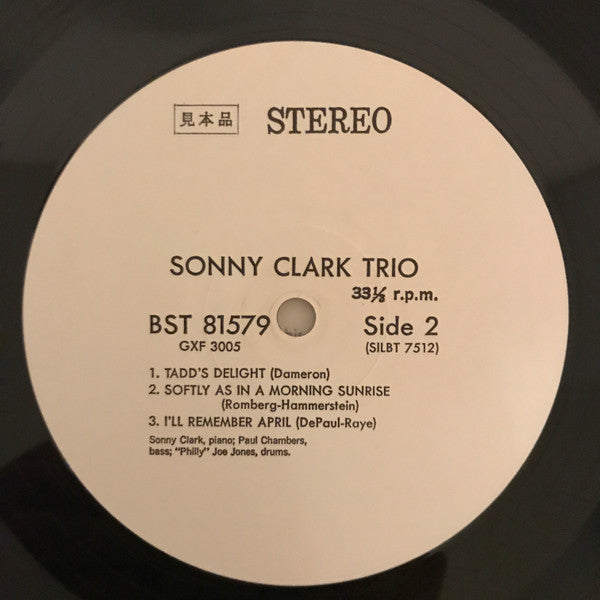 見本品 STEREO
SONNY CLARK TRIO
33⅓ r.p.m.
BST 81579 Side 2
GXF 3005 (SILBT 7512)
1. TADD'S DELIGHT (Dameron)
2. SOFTLY AS IN A MORNING SUNRISE
(Romberg-Hammerstein)
3. I'LL REMEMBER APRIL (DePaul-Raye)
Sonny Clark, piano; Paul Chambers,
bass; "Philly" Joe Jones, drums.